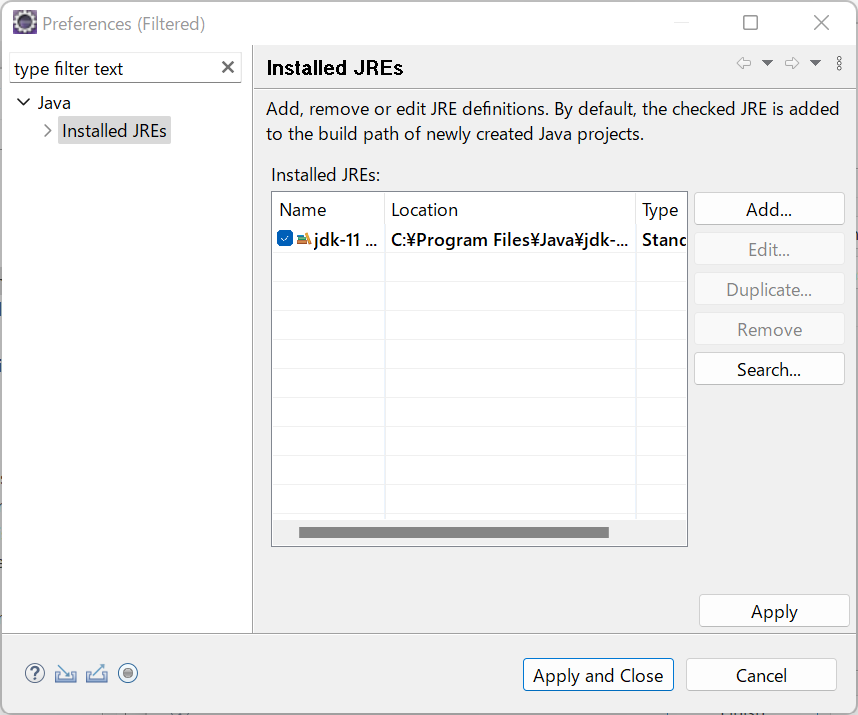 Preferences (Filtered)
type filter text
Java
Installed JREs
Installed JREs
Add, remove or edit JRE definitions. By default, the checked JRE is added
to the build path of newly created Java projects.
Installed JREs:
Name Location Type
jdk-11 ... C:¥Program Files¥Java¥jdk-... Stand
Add...
Edit...
Duplicate...
Remove
Search...
Apply
Apply and Close
Cancel